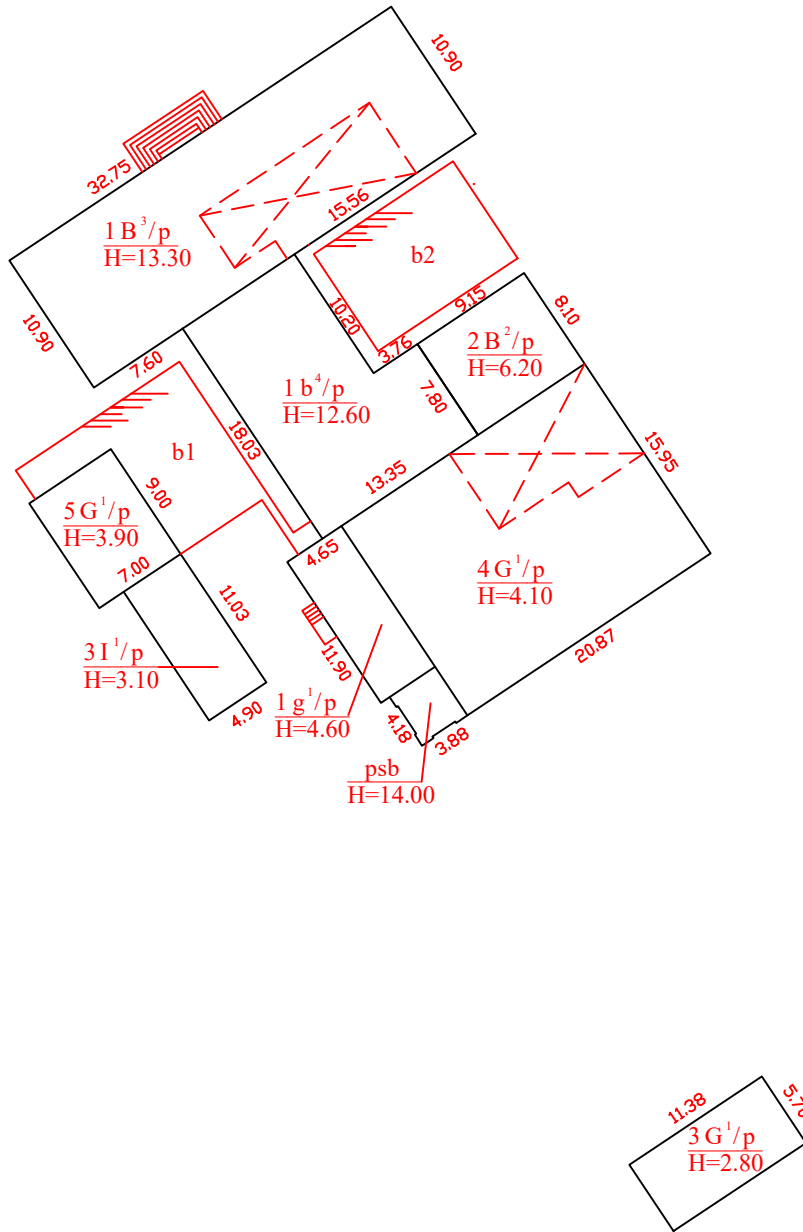 10.90
32.75
15.56
1 B³/p
H=13.30
b2
10.90
10.20
9.15
8.10
7.60
3.76
2 B²/p
H=6.20
1 b⁴/p
H=12.60
7.80
18.03
b1
15.95
13.35
9.00
5 G¹/p
H=3.90
4.65
7.00
4 G¹/p
H=4.10
11.03
20.87
11.90
3 I¹/p
H=3.10
4.90
1 g¹/p
H=4.60
4.18
3.88
psb
H=14.00
11.38
3 G¹/p
H=2.80